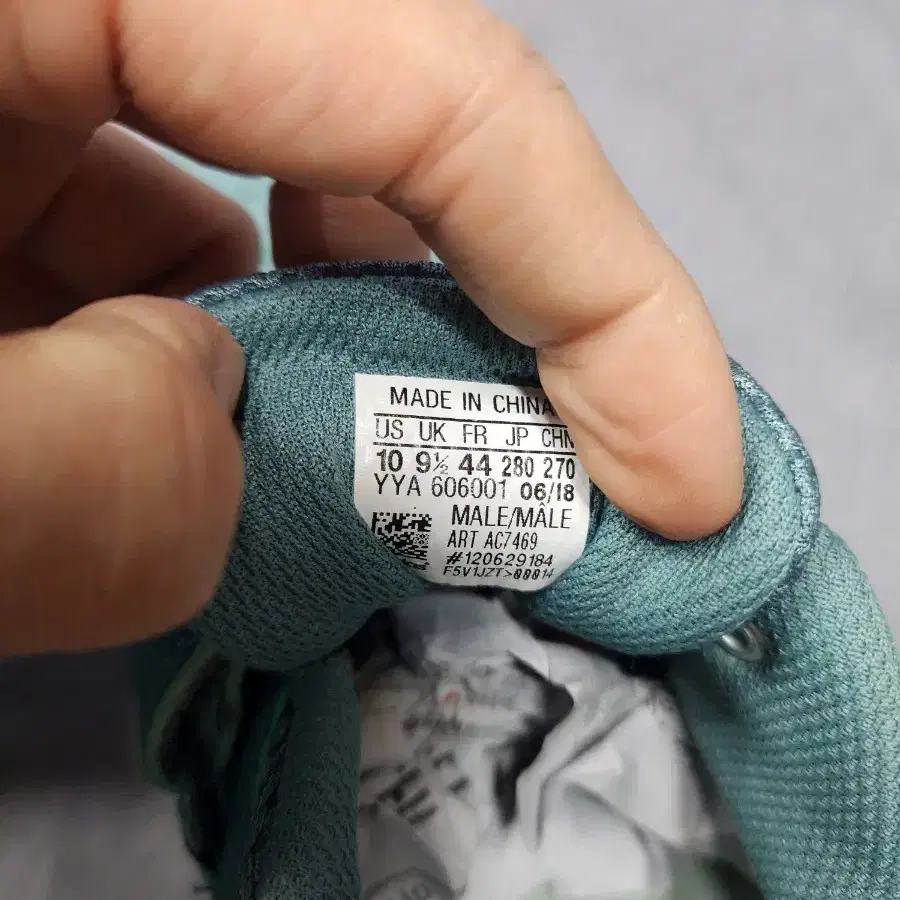 MADE IN CHINA
US UK FR JP CHN
10 9½ 44 280 270
YYA 606001 06/18
MALE/MÂLE
ART AC7469
#120629184
F5V1JZT>00014